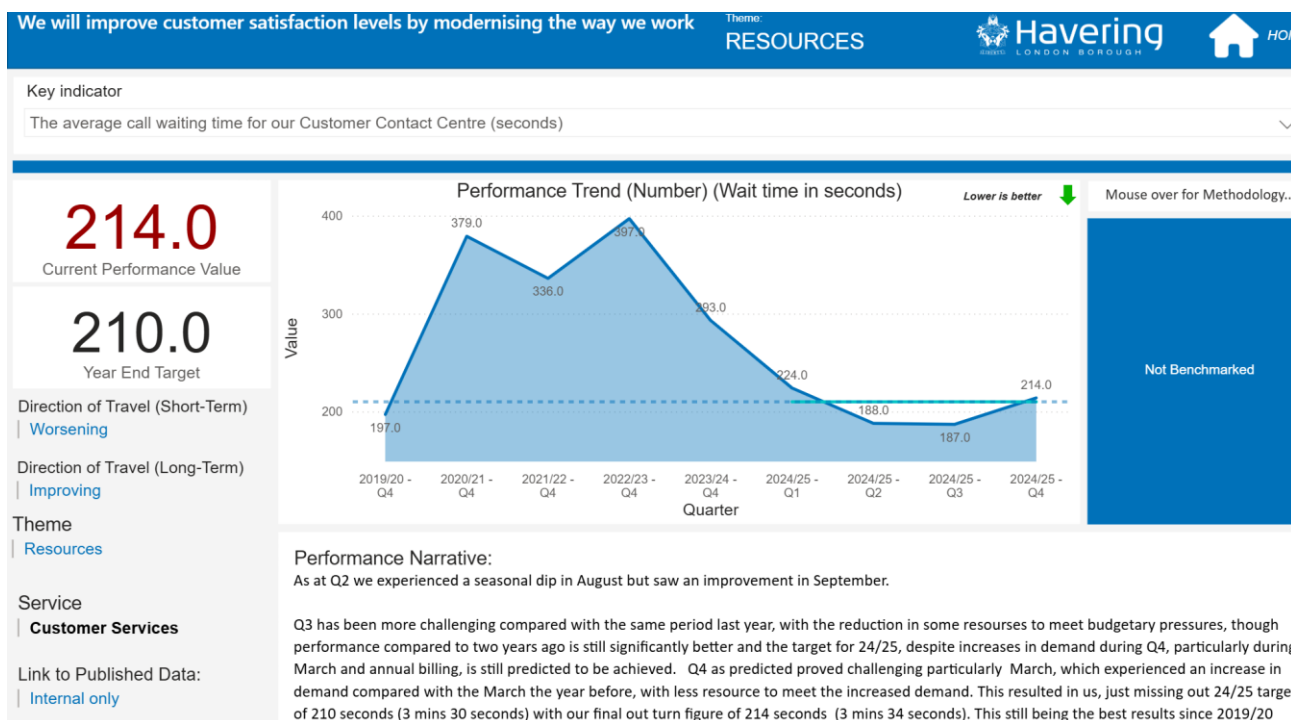 We will improve customer satisfaction levels by modernising the way we work
Theme:
RESOURCES
Havering
LONDON BOROUGH
Key indicator
The average call waiting time for our Customer Contact Centre (seconds)
214.0
Current Performance Value
210.0
Year End Target
Direction of Travel (Short-Term)
Worsening
Direction of Travel (Long-Term)
Improving
Theme
Resources
Service
Customer Services
Link to Published Data:
Internal only
Performance Trend (Number) (Wait time in seconds)
Lower is better
Value
400
300
200
197.0
379.0
336.0
397.0
293.0
224.0
188.0
187.0
214.0
2019/20 -
Q4
2020/21 -
Q4
2021/22 -
Q4
2022/23 -
Q4
2023/24 -
Q4
2024/25 -
Q1
2024/25 -
Q2
2024/25 -
Q3
2024/25 -
Q4
Quarter
Mouse over for Methodology..
Not Benchmarked
Performance Narrative:
As at Q2 we experienced a seasonal dip in August but saw an improvement in September.
Q3 has been more challenging compared with the same period last year, with the reduction in some resourses to meet budgetary pressures, though
performance compared to two years ago is still significantly better and the target for 24/25, despite increases in demand during Q4, particularly during
March and annual billing, is still predicted to be achieved. Q4 as predicted proved challenging particularly March, which experienced an increase in
demand compared with the March the year before, with less resource to meet the increased demand. This resulted in us, just missing out 24/25 targe
of 210 seconds (3 mins 30 seconds) with our final out turn figure of 214 seconds (3 mins 34 seconds). This still being the best results since 2019/20